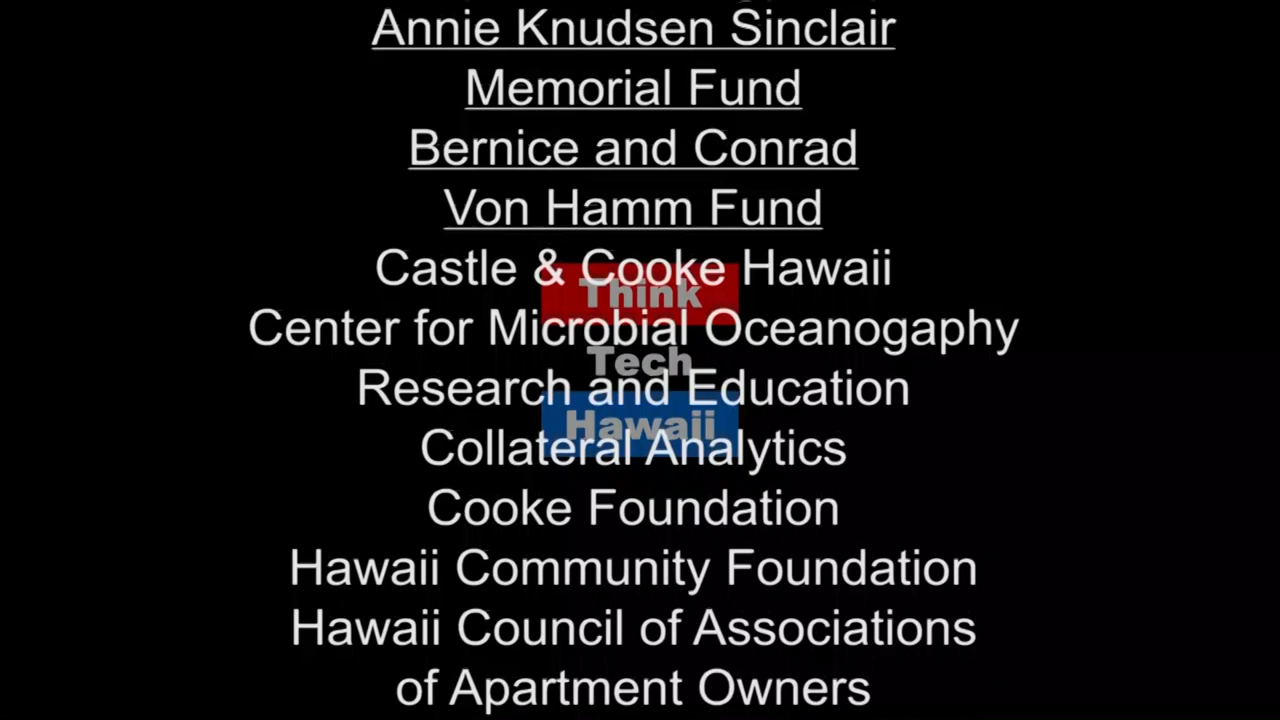 Annie Knudsen Sinclair
Memorial Fund
Bernice and Conrad
Von Hamm Fund
Castle & Cooke Hawaii
Think
Center for Microbial Oceanogaphy
Tech
Research and Education
Hawaii
Collateral Analytics
Cooke Foundation
Hawaii Community Foundation
Hawaii Council of Associations
of Apartment Owners